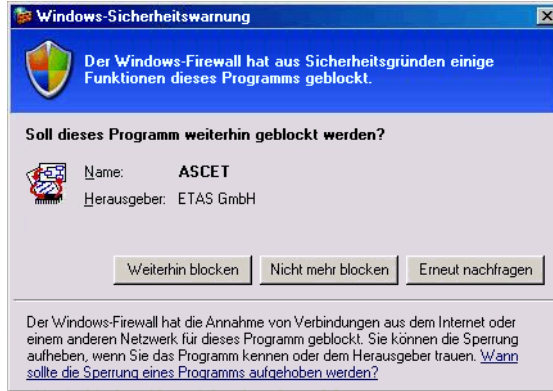 Windows-Sicherheitswarnung
Der Windows-Firewall hat aus Sicherheitsgründen einige
Funktionen dieses Programms geblockt.
Soll dieses Programm weiterhin geblockt werden?
Name: ASCET
Herausgeber: ETAS GmbH
Weiterhin blocken Nicht mehr blocken Erneut nachfragen
Der Windows-Firewall hat die Annahme von Verbindungen aus dem Internet oder
einem anderen Netzwerk für dieses Programm geblockt. Sie können die Sperrung
aufheben, wenn Sie das Programm kennen oder dem Herausgeber trauen. Wann
sollte die Sperrung eines Programms aufgehoben werden?